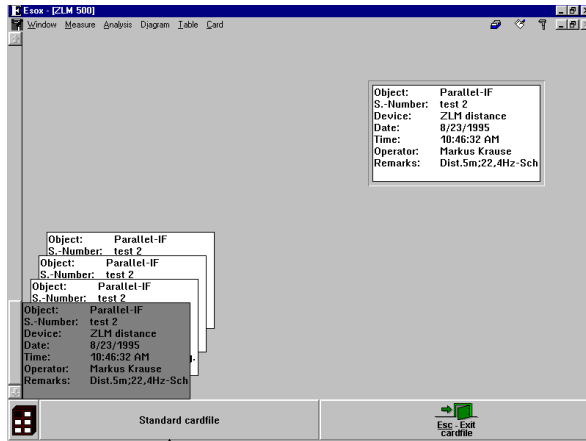 Esox - [ZLM 500]
Window Measure Analysis Djagram Table Card
Object: Parallel-IF
S.-Number: test 2
Device: ZLM distance
Date: 8/23/1995
Time: 10:46:32 AM
Operator: Markus Krause
Remarks: Dist.5m;22,4Hz-Sch
Object: Parallel-IF
S.-Number: test 2
Object: Parallel-IF
S.-Number: test 2
Object: Parallel-IF
S.-Number: test 2
Object: Parallel-IF
S.-Number: test 2
Device: ZLM distance
Date: 8/23/1995
Time: 10:46:32 AM
Operator: Markus Krause
Remarks: Dist.5m;22,4Hz-Sch
Standard cardfile
Esc - Exit
cardfile